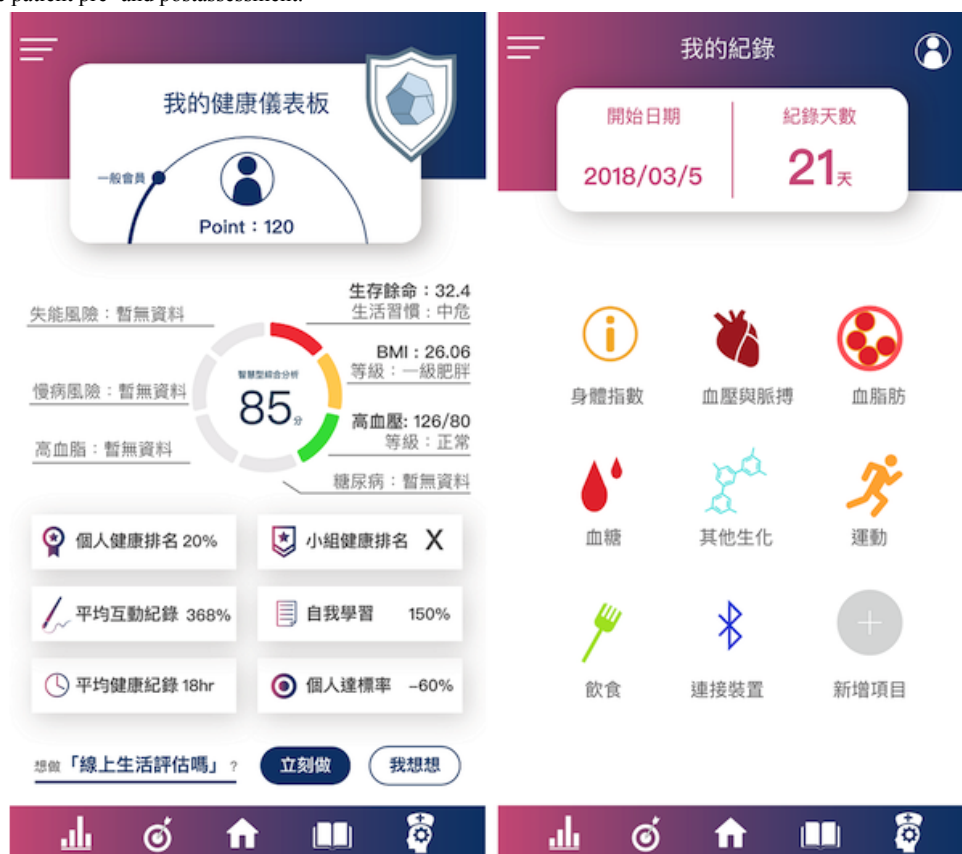 patient pre- and postassessment.
我的健康儀表板
一般會員
Point：120
失能風險：暫無資料
慢病風險：暫無資料
高血脂：暫無資料
智慧型綜合分析
85分
生存餘命：32.4
生活習慣：中危
BMI：26.06
等級：一級肥胖
高血壓: 126/80
等級：正常
糖尿病：暫無資料
個人健康排名 20%
小組健康排名 X
平均互動紀錄 368%
自我學習 150%
平均健康紀錄 18hr
個人達標率 -60%
想做「線上生活評估嗎」？
立刻做
我想想
我的紀錄
開始日期
紀錄天數
2018/03/5
21天
身體指數
血壓與脈搏
血脂肪
血糖
其他生化
運動
飲食
連接裝置
新增項目